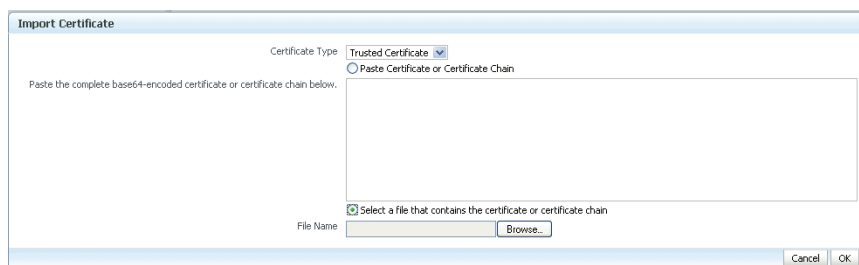 Import Certificate
Certificate Type Trusted Certificate
Paste Certificate or Certificate Chain
Paste the complete base64-encoded certificate or certificate chain below.
Select a file that contains the certificate or certificate chain
File Name Browse...
Cancel OK